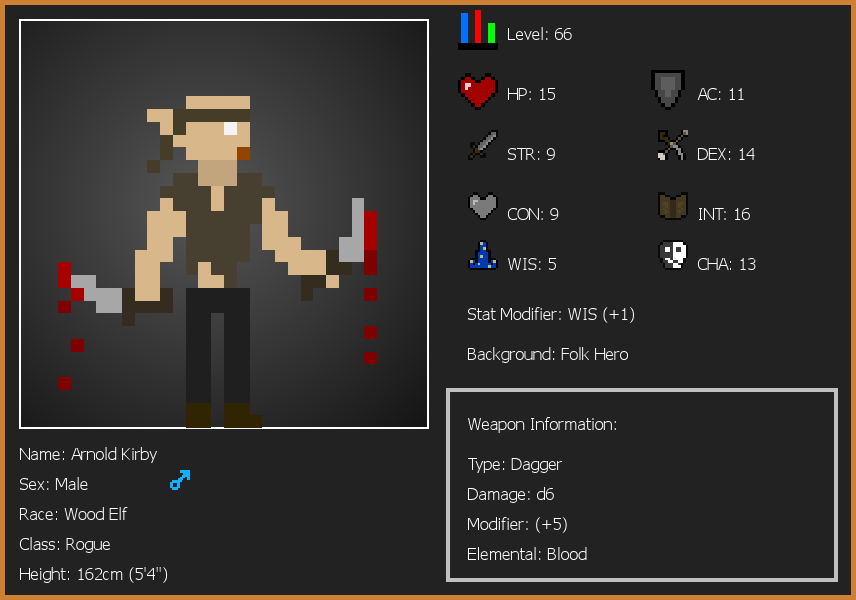 Level: 66
HP: 15
AC: 11
STR: 9
DEX: 14
CON: 9
INT: 16
WIS: 5
CHA: 13
Stat Modifier: WIS (+1)
Background: Folk Hero
Weapon Information:
Type: Dagger
Damage: d6
Modifier: (+5)
Elemental: Blood
Name: Arnold Kirby
Sex: Male
Race: Wood Elf
Class: Rogue
Height: 162cm (5'4")